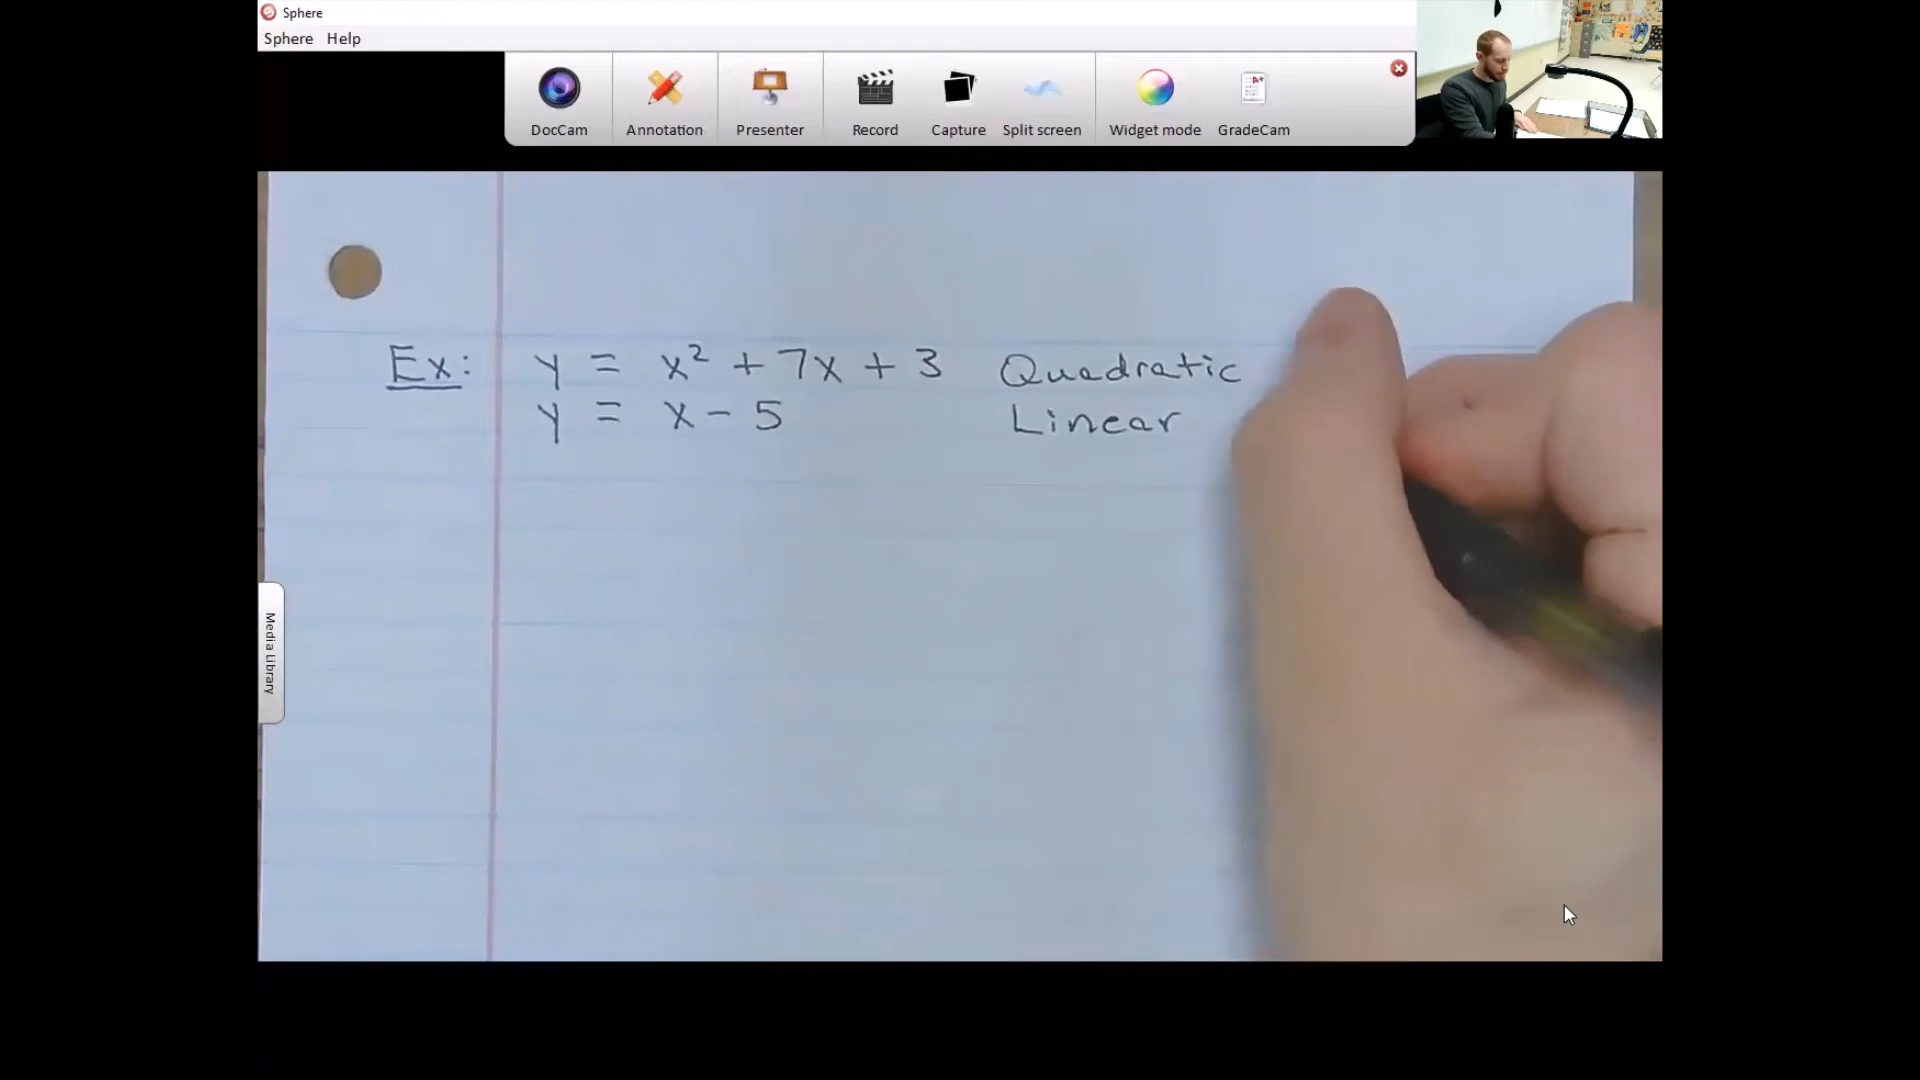 Sphere
Sphere Help
DocCam Annotation Presenter Record Capture Split screen Widget mode GradeCam
Ex: y = x² + 7x + 3 Quadratic
y = x - 5 Linear
Media Library